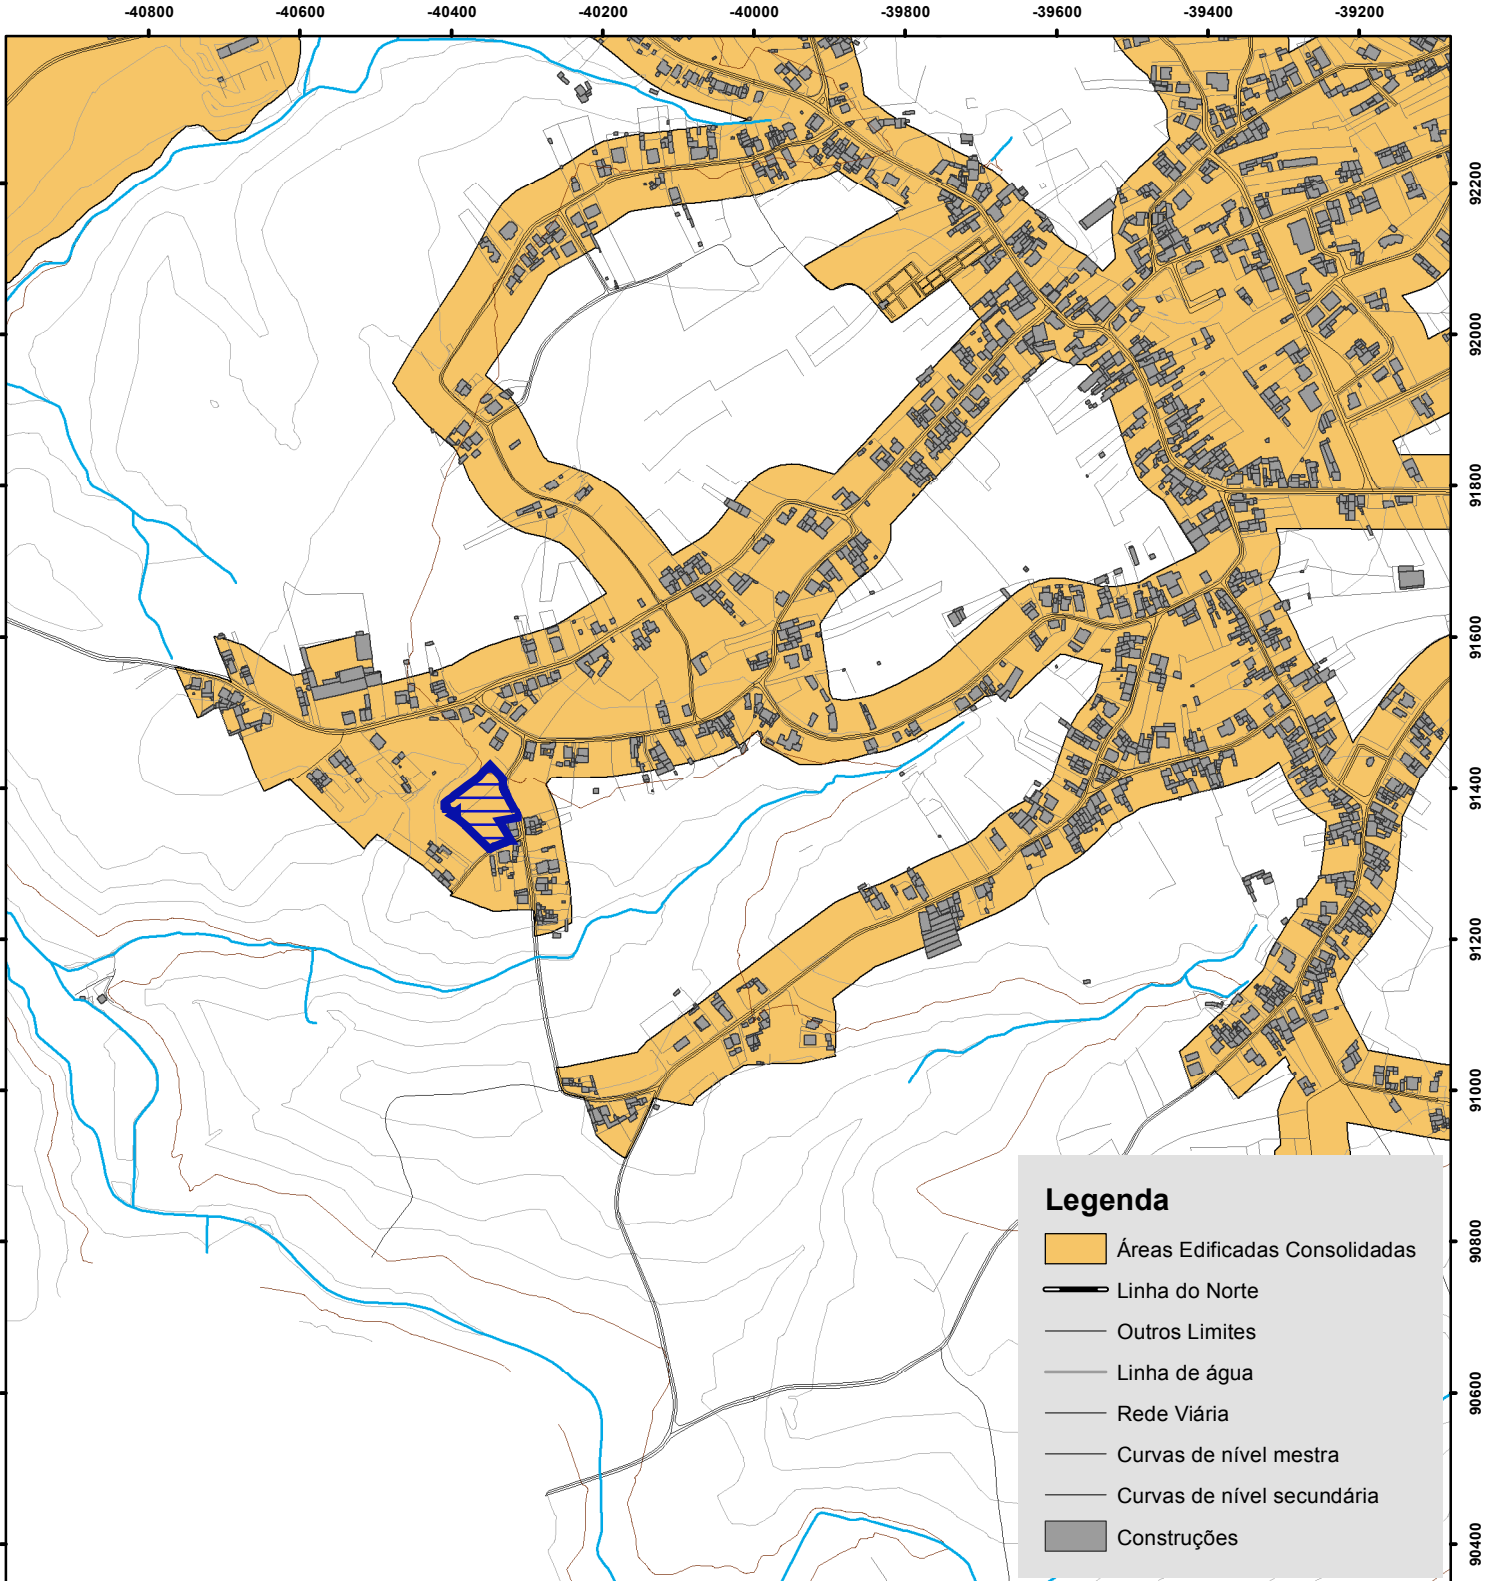 -40800 -40600 -40400 -40200 -40000 -39800 -39600 -39400 -39200
92200
92000
91800
91600
91400
91200
91000
90800
90600
90400
Legenda
Áreas Edificadas Consolidadas
Linha do Norte
Outros Limites
Linha de água
Rede Viária
Curvas de nível mestra
Curvas de nível secundária
Construções